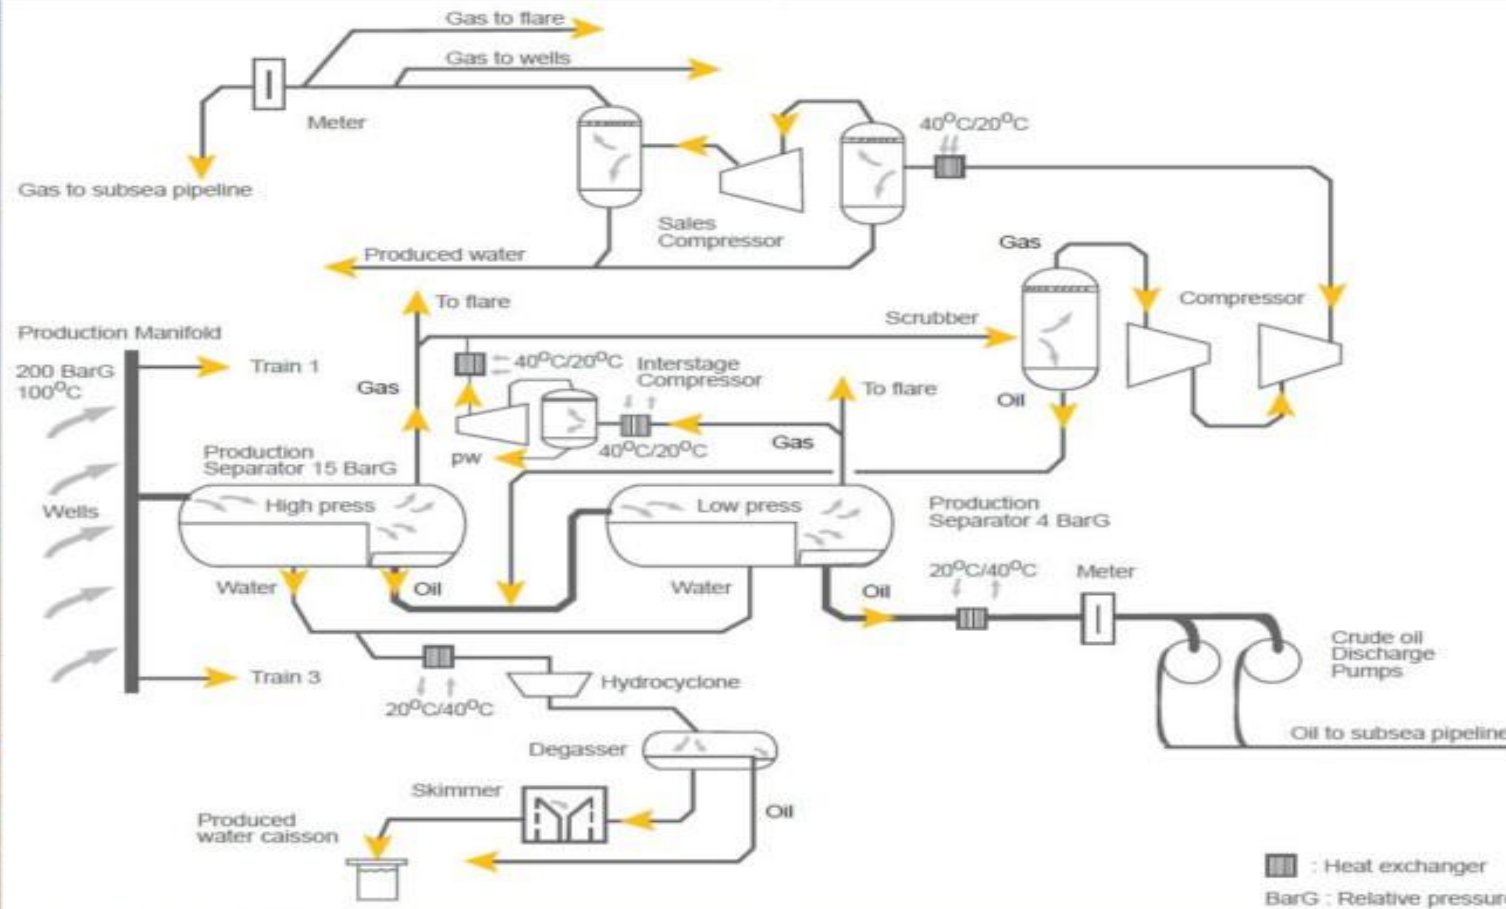 Gas to flare
Gas to wells
Meter
40°C/20°C
Gas to subsea pipeline
Sales
Compressor
Produced water
Gas
To flare
Compressor
Scrubber
Production Manifold
200 BarG
100°C
Train 1
Gas
40°C/20°C
Interstage
Compressor
To flare
Oil
Production
Separator 15 BarG
pw
40°C/20°C
Gas
Wells
High press
Low press
Production
Separator 4 BarG
Water
Oil
Water
Oil
20°C/40°C
Meter
Train 3
20°C/40°C
Hydrocyclone
Crude oil
Discharge
Pumps
Degasser
Oil to subsea pipeline
Skimmer
Oil
Produced
water caisson
: Heat exchanger
BarG : Relative pressure